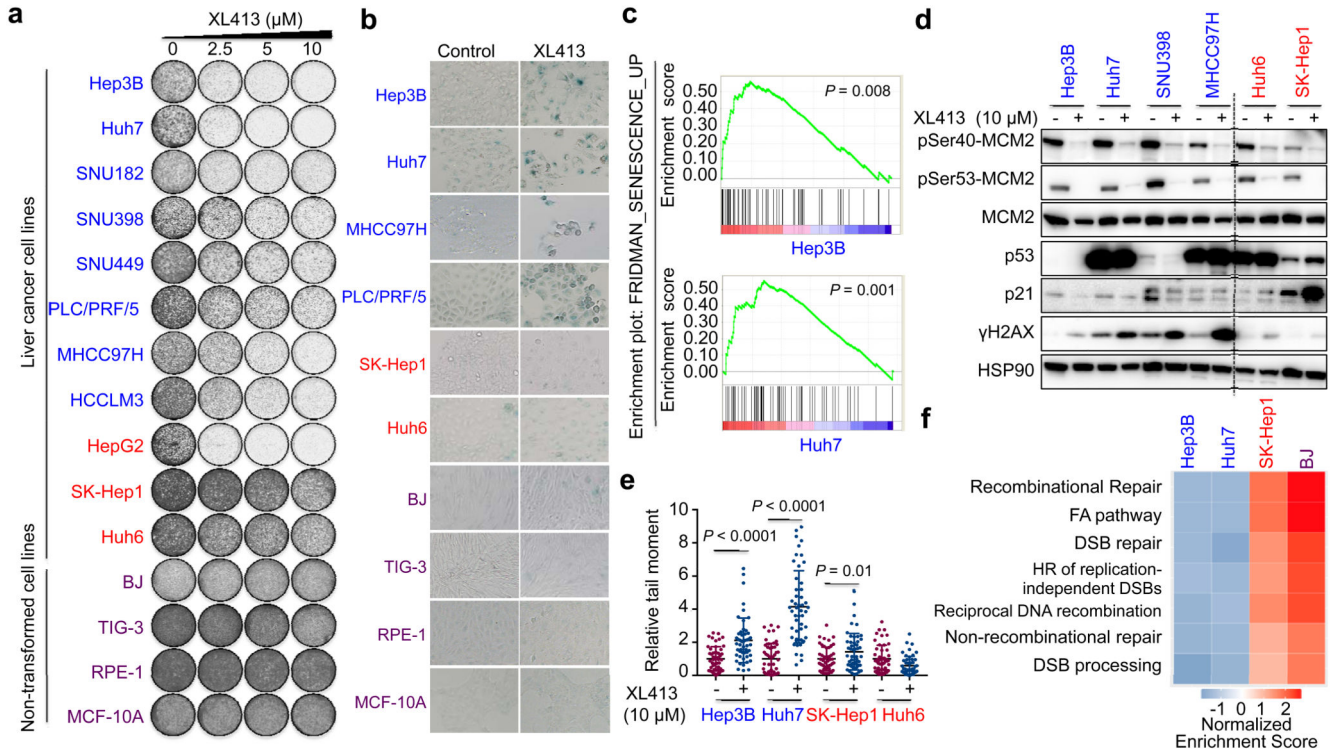 a
XL413 (µM)
0 2.5 5 10
Liver cancer cell lines
Hep3B
Huh7
SNU182
SNU398
SNU449
PLC/PRF/5
MHCC97H
HCCLM3
HepG2
SK-Hep1
Huh6
Non-transformed cell lines
BJ
TIG-3
RPE-1
MCF-10A
b
Control XL413
Hep3B
Huh7
MHCC97H
PLC/PRF/5
SK-Hep1
Huh6
BJ
TIG-3
RPE-1
MCF-10A
c
Enrichment plot: FRIDMAN_SENESCENCE_UP
Enrichment score
0.50
0.40
0.30
0.20
0.10
0.00
P = 0.008
Hep3B
Enrichment score
0.50
0.40
0.30
0.20
0.10
0.00
P = 0.001
Huh7
d
Hep3B Huh7 SNU398 MHCC97H Huh6 SK-Hep1
XL413 (10 µM) - + - + - + - + - + - +
pSer40-MCM2
pSer53-MCM2
MCM2
p53
p21
γH2AX
HSP90
e
Relative tail moment
10
8
6
4
2
0
P < 0.0001
P < 0.0001
P = 0.01
XL413 - + - + - + - +
(10 µM)
Hep3B Huh7 SK-Hep1 Huh6
f
Hep3B Huh7 SK-Hep1 BJ
Recombinational Repair
FA pathway
DSB repair
HR of replication-
independent DSBs
Reciprocal DNA recombination
Non-recombinational repair
DSB processing
-1 0 1 2
Normalized
Enrichment Score